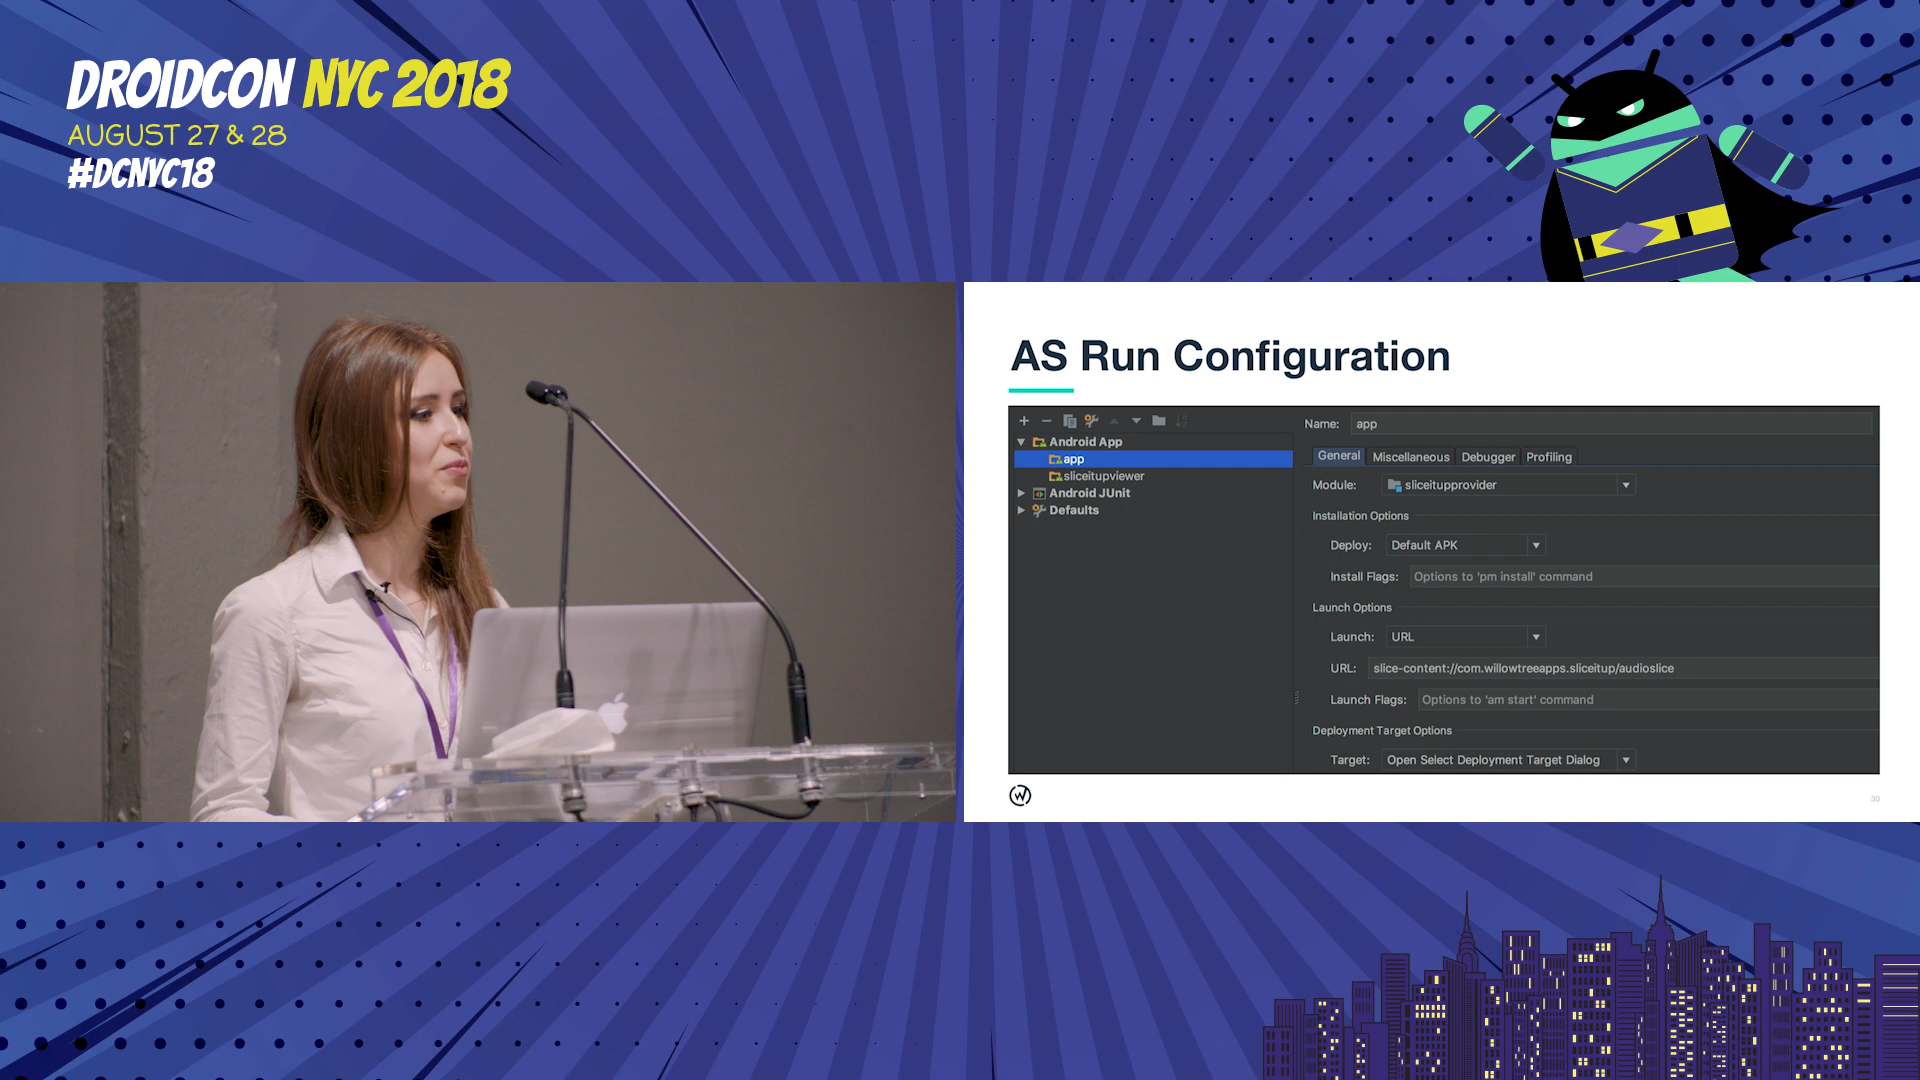 DROIDCON NYC 2018
AUGUST 27 & 28
#DCNYC18
AS Run Configuration
Name: app
Android App
app
sliceitupviewer
Android JUnit
Defaults
General Miscellaneous Debugger Profiling
Module: sliceitupprovider
Installation Options
Deploy: Default APK
Install Flags: Options to 'pm install' command
Launch Options
Launch: URL
URL: slice-content://com.willowtreeapps.sliceitup/audioslice
Launch Flags: Options to 'am start' command
Deployment Target Options
Target: Open Select Deployment Target Dialog
30